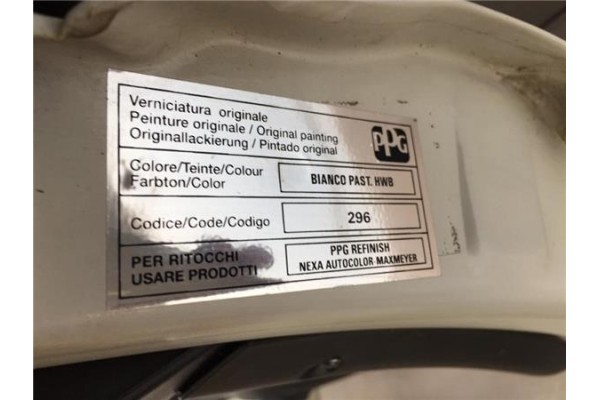 Verniciatura originale
Peinture originale / Original painting
Originallackierung / Pintado original
PPG
Colore/Teinte/Colour
Farbton/Color
BIANCO PAST. HWB
Codice/Code/Codigo
296
PER RITOCCHI
USARE PRODOTTI
PPG REFINISH
NEXA AUTOCOLOR-MAXMEYER